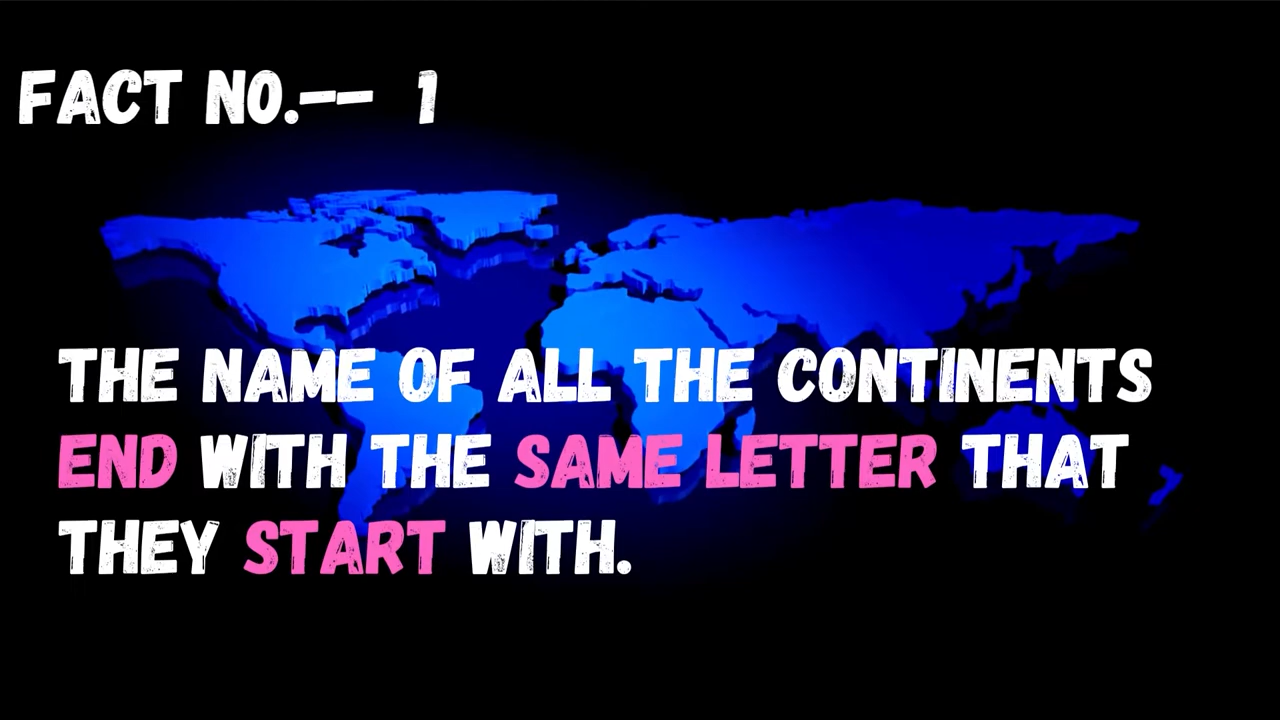 FACT NO.-- 1
THE NAME OF ALL THE CONTINENTS
END WITH THE SAME LETTER THAT
THEY START WITH.